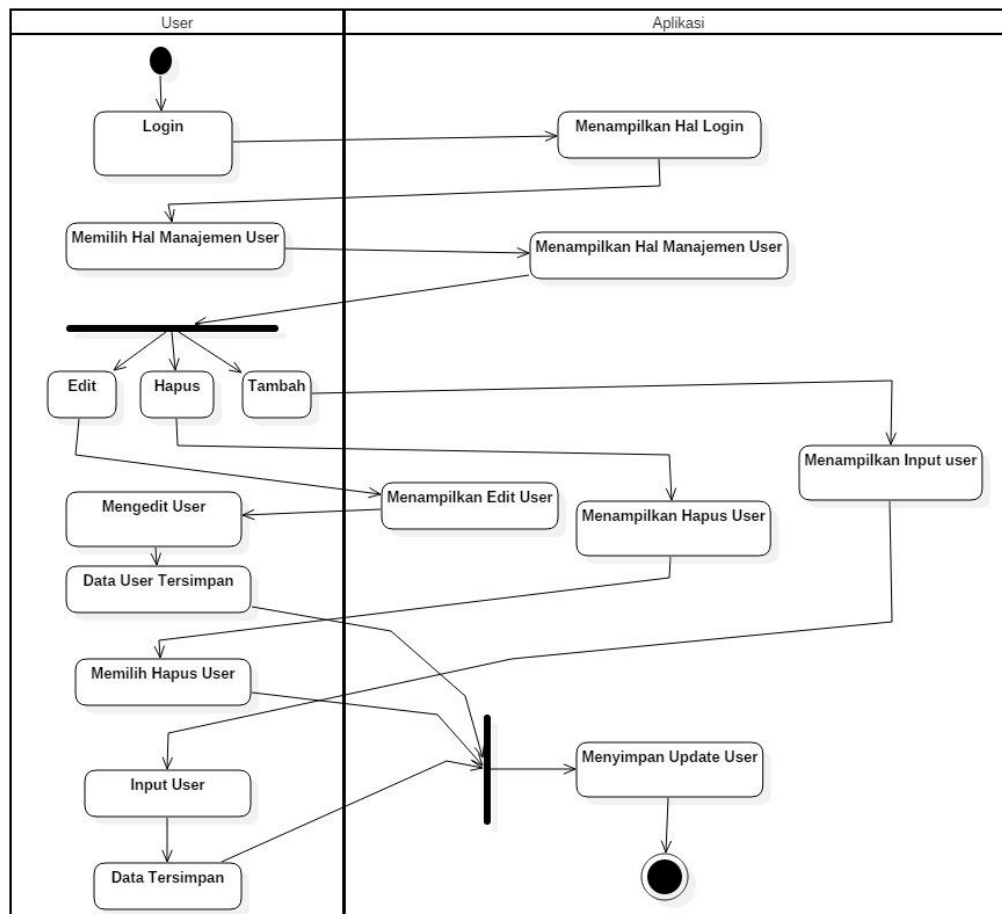 User
Aplikasi
Login
Menampilkan Hal Login
Memilih Hal Manajemen User
Menampilkan Hal Manajemen User
Edit
Hapus
Tambah
Menampilkan Input user
Menampilkan Edit User
Mengedit User
Menampilkan Hapus User
Data User Tersimpan
Memilih Hapus User
Menyimpan Update User
Input User
Data Tersimpan